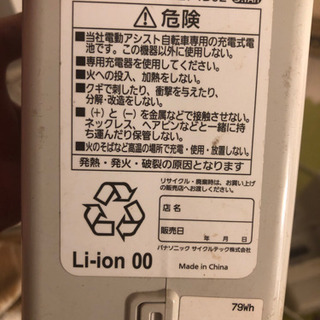 ⚠危険
■当社電動アシスト自転車専用の充電式電
池です。この機器以外に使用しない。
■専用充電器を使用する。
■火への投入、加熱をしない。
■クギで刺したり、衝撃を与えたり、
分解・改造をしない。
■(+)と(−)を金属などで接触させない。
ネックレス、ヘアピンなどと一緒に持
ち運んだり保管しない。
■火のそばなど高温の場所で充電・使用・放置しない。
発熱・発火・破裂の原因となります
リサイクル・廃棄時は、お買い上げ
の販売店へお渡しください。
店名
販売日 年 月 日
パナソニック サイクルテック株式会社
Li-ion 00
Made in China
79Wh